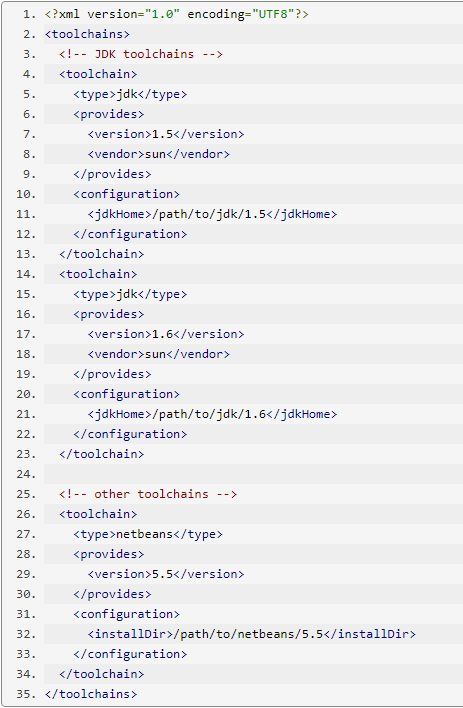 1. <?xml version="1.0" encoding="UTF8"?>
2. <toolchains>
3.   <!-- JDK toolchains -->
4.   <toolchain>
5.     <type>jdk</type>
6.     <provides>
7.       <version>1.5</version>
8.       <vendor>sun</vendor>
9.     </provides>
10.     <configuration>
11.       <jdkHome>/path/to/jdk/1.5</jdkHome>
12.     </configuration>
13.   </toolchain>
14.   <toolchain>
15.     <type>jdk</type>
16.     <provides>
17.       <version>1.6</version>
18.       <vendor>sun</vendor>
19.     </provides>
20.     <configuration>
21.       <jdkHome>/path/to/jdk/1.6</jdkHome>
22.     </configuration>
23.   </toolchain>
24.
25.   <!-- other toolchains -->
26.   <toolchain>
27.     <type>netbeans</type>
28.     <provides>
29.       <version>5.5</version>
30.     </provides>
31.     <configuration>
32.       <installDir>/path/to/netbeans/5.5</installDir>
33.     </configuration>
34.   </toolchain>
35. </toolchains>